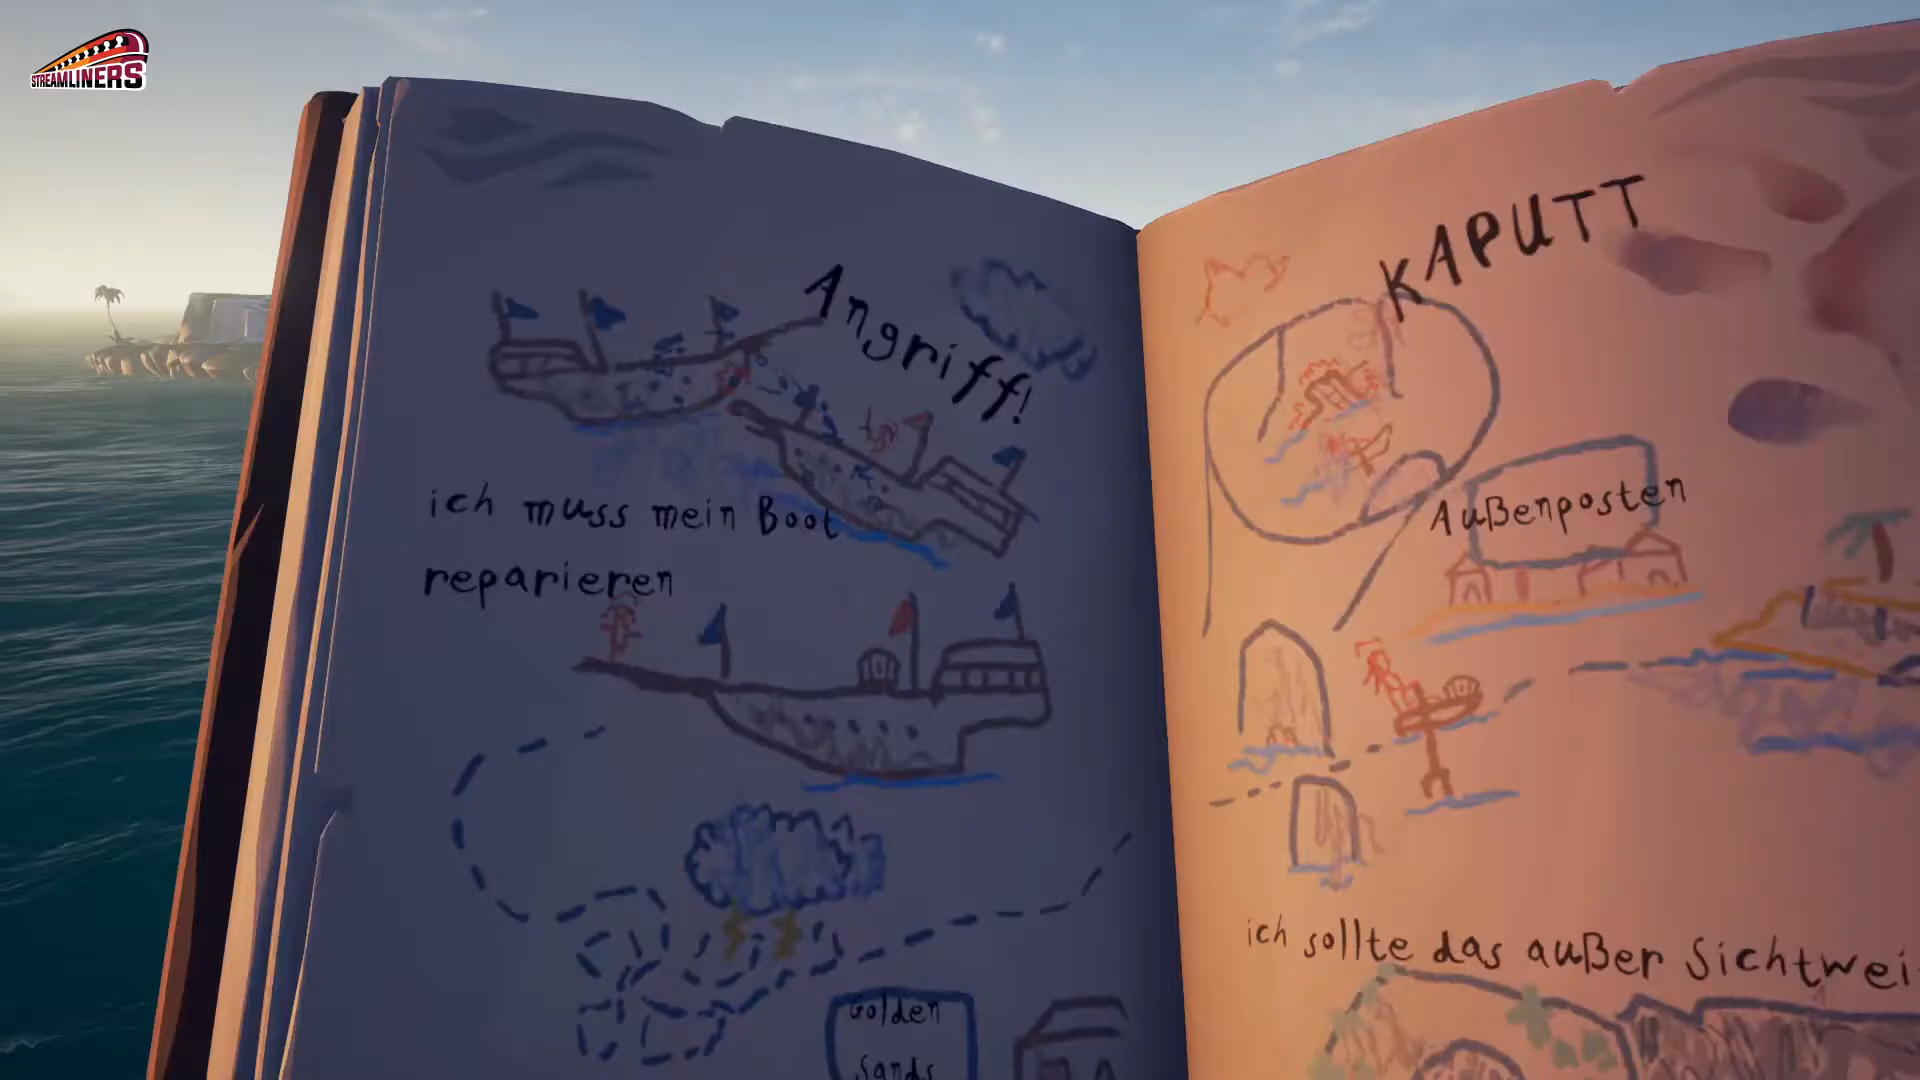 STREAMLINERS
Angriff!
ich muss mein Boot
reparieren
Golden
Sands
KAPUTT
Außenposten
ich sollte das außer Sichtwei